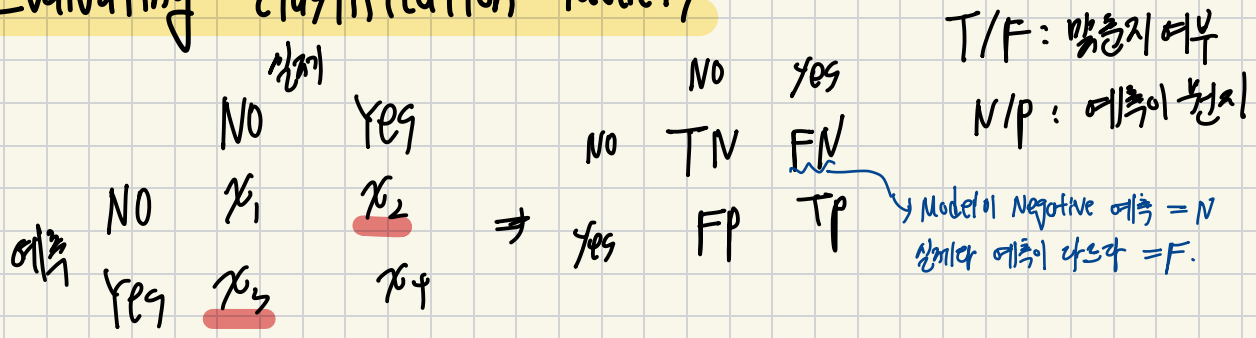 Evaluating Classification Models
실제
NO Yes
NO x₁ x₂
예측
Yes x₃ x₄
⇒
NO yes
NO TN FN
yes FP TP
T/F : 맞춘지 여부
N/P : 예측이 뭔지
Model이 Negative 예측 = N
실제와 예측이 다르다 = F.